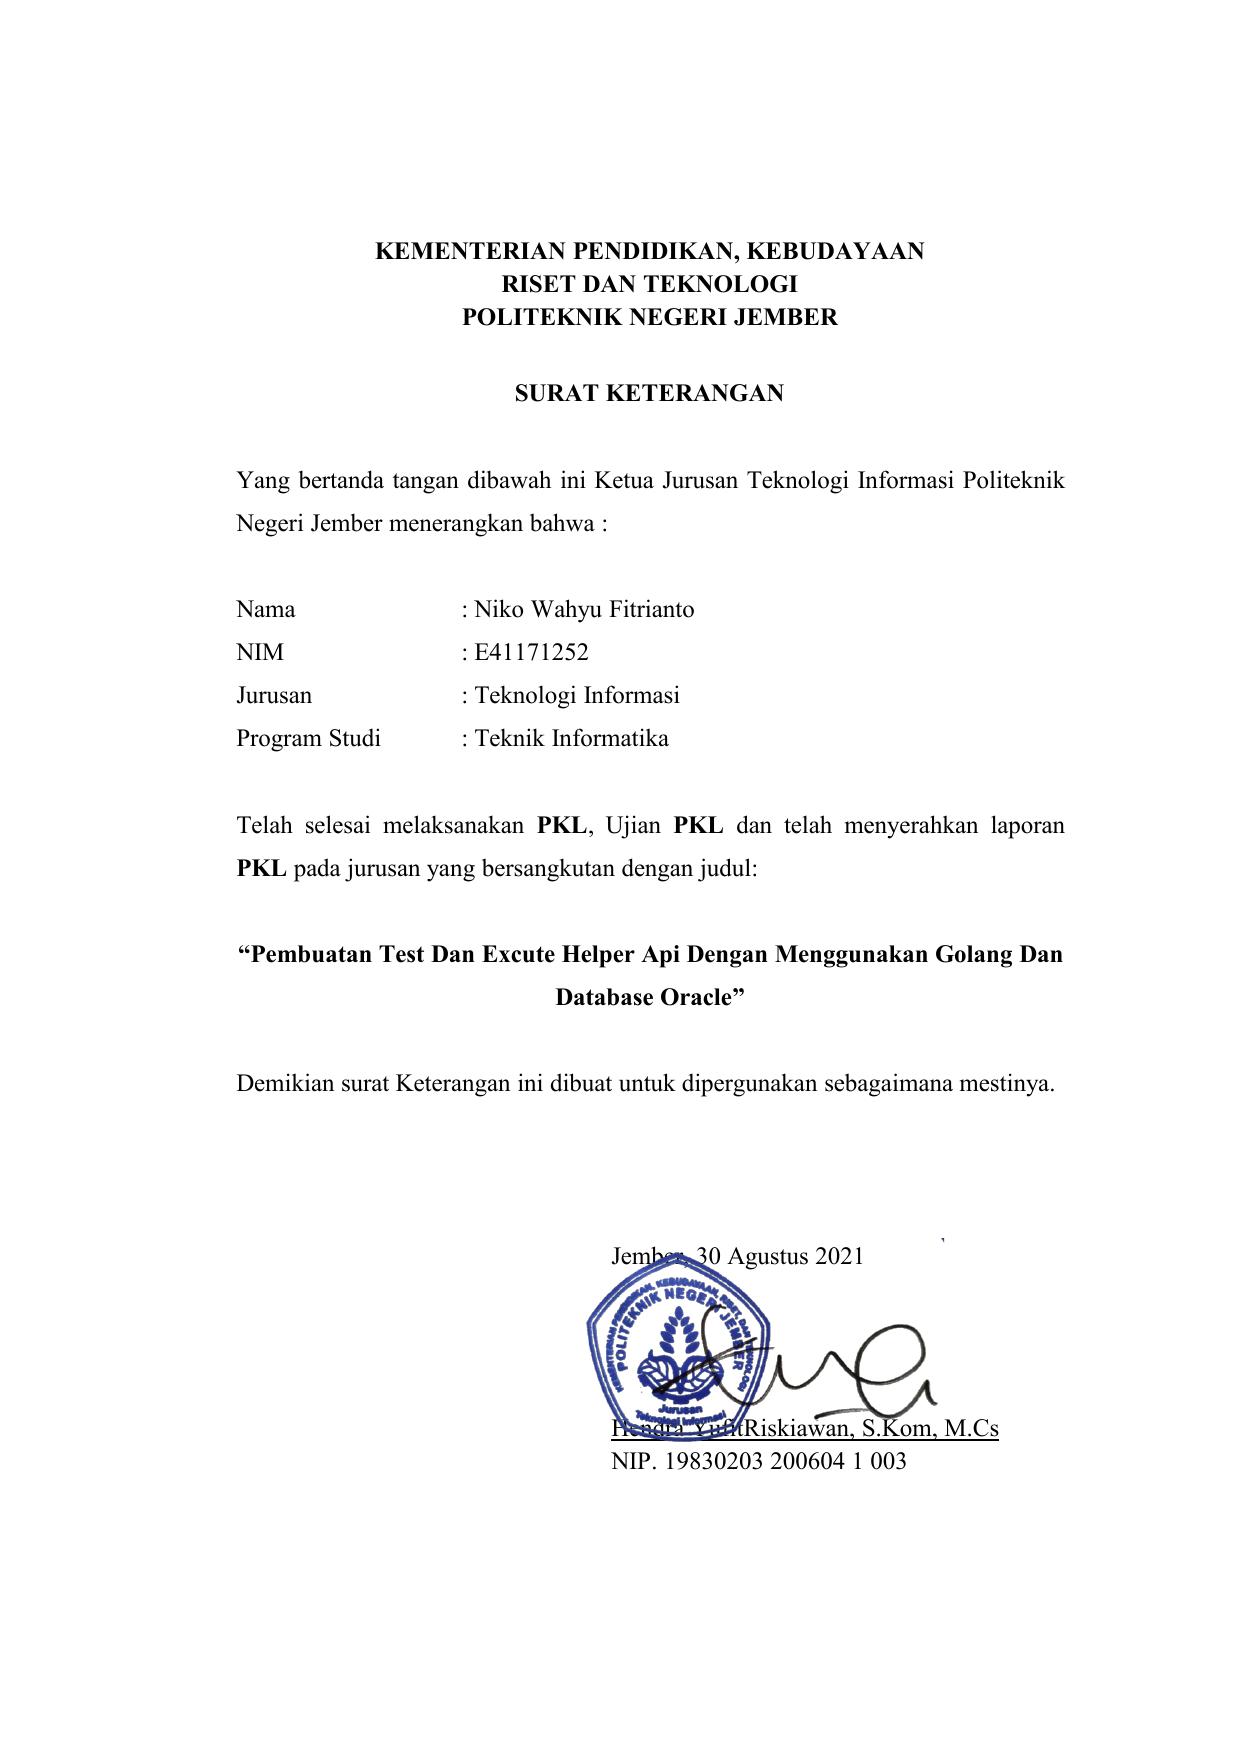 KEMENTERIAN PENDIDIKAN, KEBUDAYAAN
RISET DAN TEKNOLOGI
POLITEKNIK NEGERI JEMBER
SURAT KETERANGAN
Yang bertanda tangan dibawah ini Ketua Jurusan Teknologi Informasi Politeknik
Negeri Jember menerangkan bahwa :
Nama : Niko Wahyu Fitrianto
NIM : E41171252
Jurusan : Teknologi Informasi
Program Studi : Teknik Informatika
Telah selesai melaksanakan PKL, Ujian PKL dan telah menyerahkan laporan
PKL pada jurusan yang bersangkutan dengan judul:
“Pembuatan Test Dan Excute Helper Api Dengan Menggunakan Golang Dan
Database Oracle”
Demikian surat Keterangan ini dibuat untuk dipergunakan sebagaimana mestinya.
Jember, 30 Agustus 2021
KEMENTERIAN PENDIDIKAN, KEBUDAYAAN, RISET, DAN TEKNOLOGI
POLITEKNIK NEGERI JEMBER
Jurusan
Teknologi Informasi
Hendra YufitRiskiawan, S.Kom, M.Cs
NIP. 19830203 200604 1 003